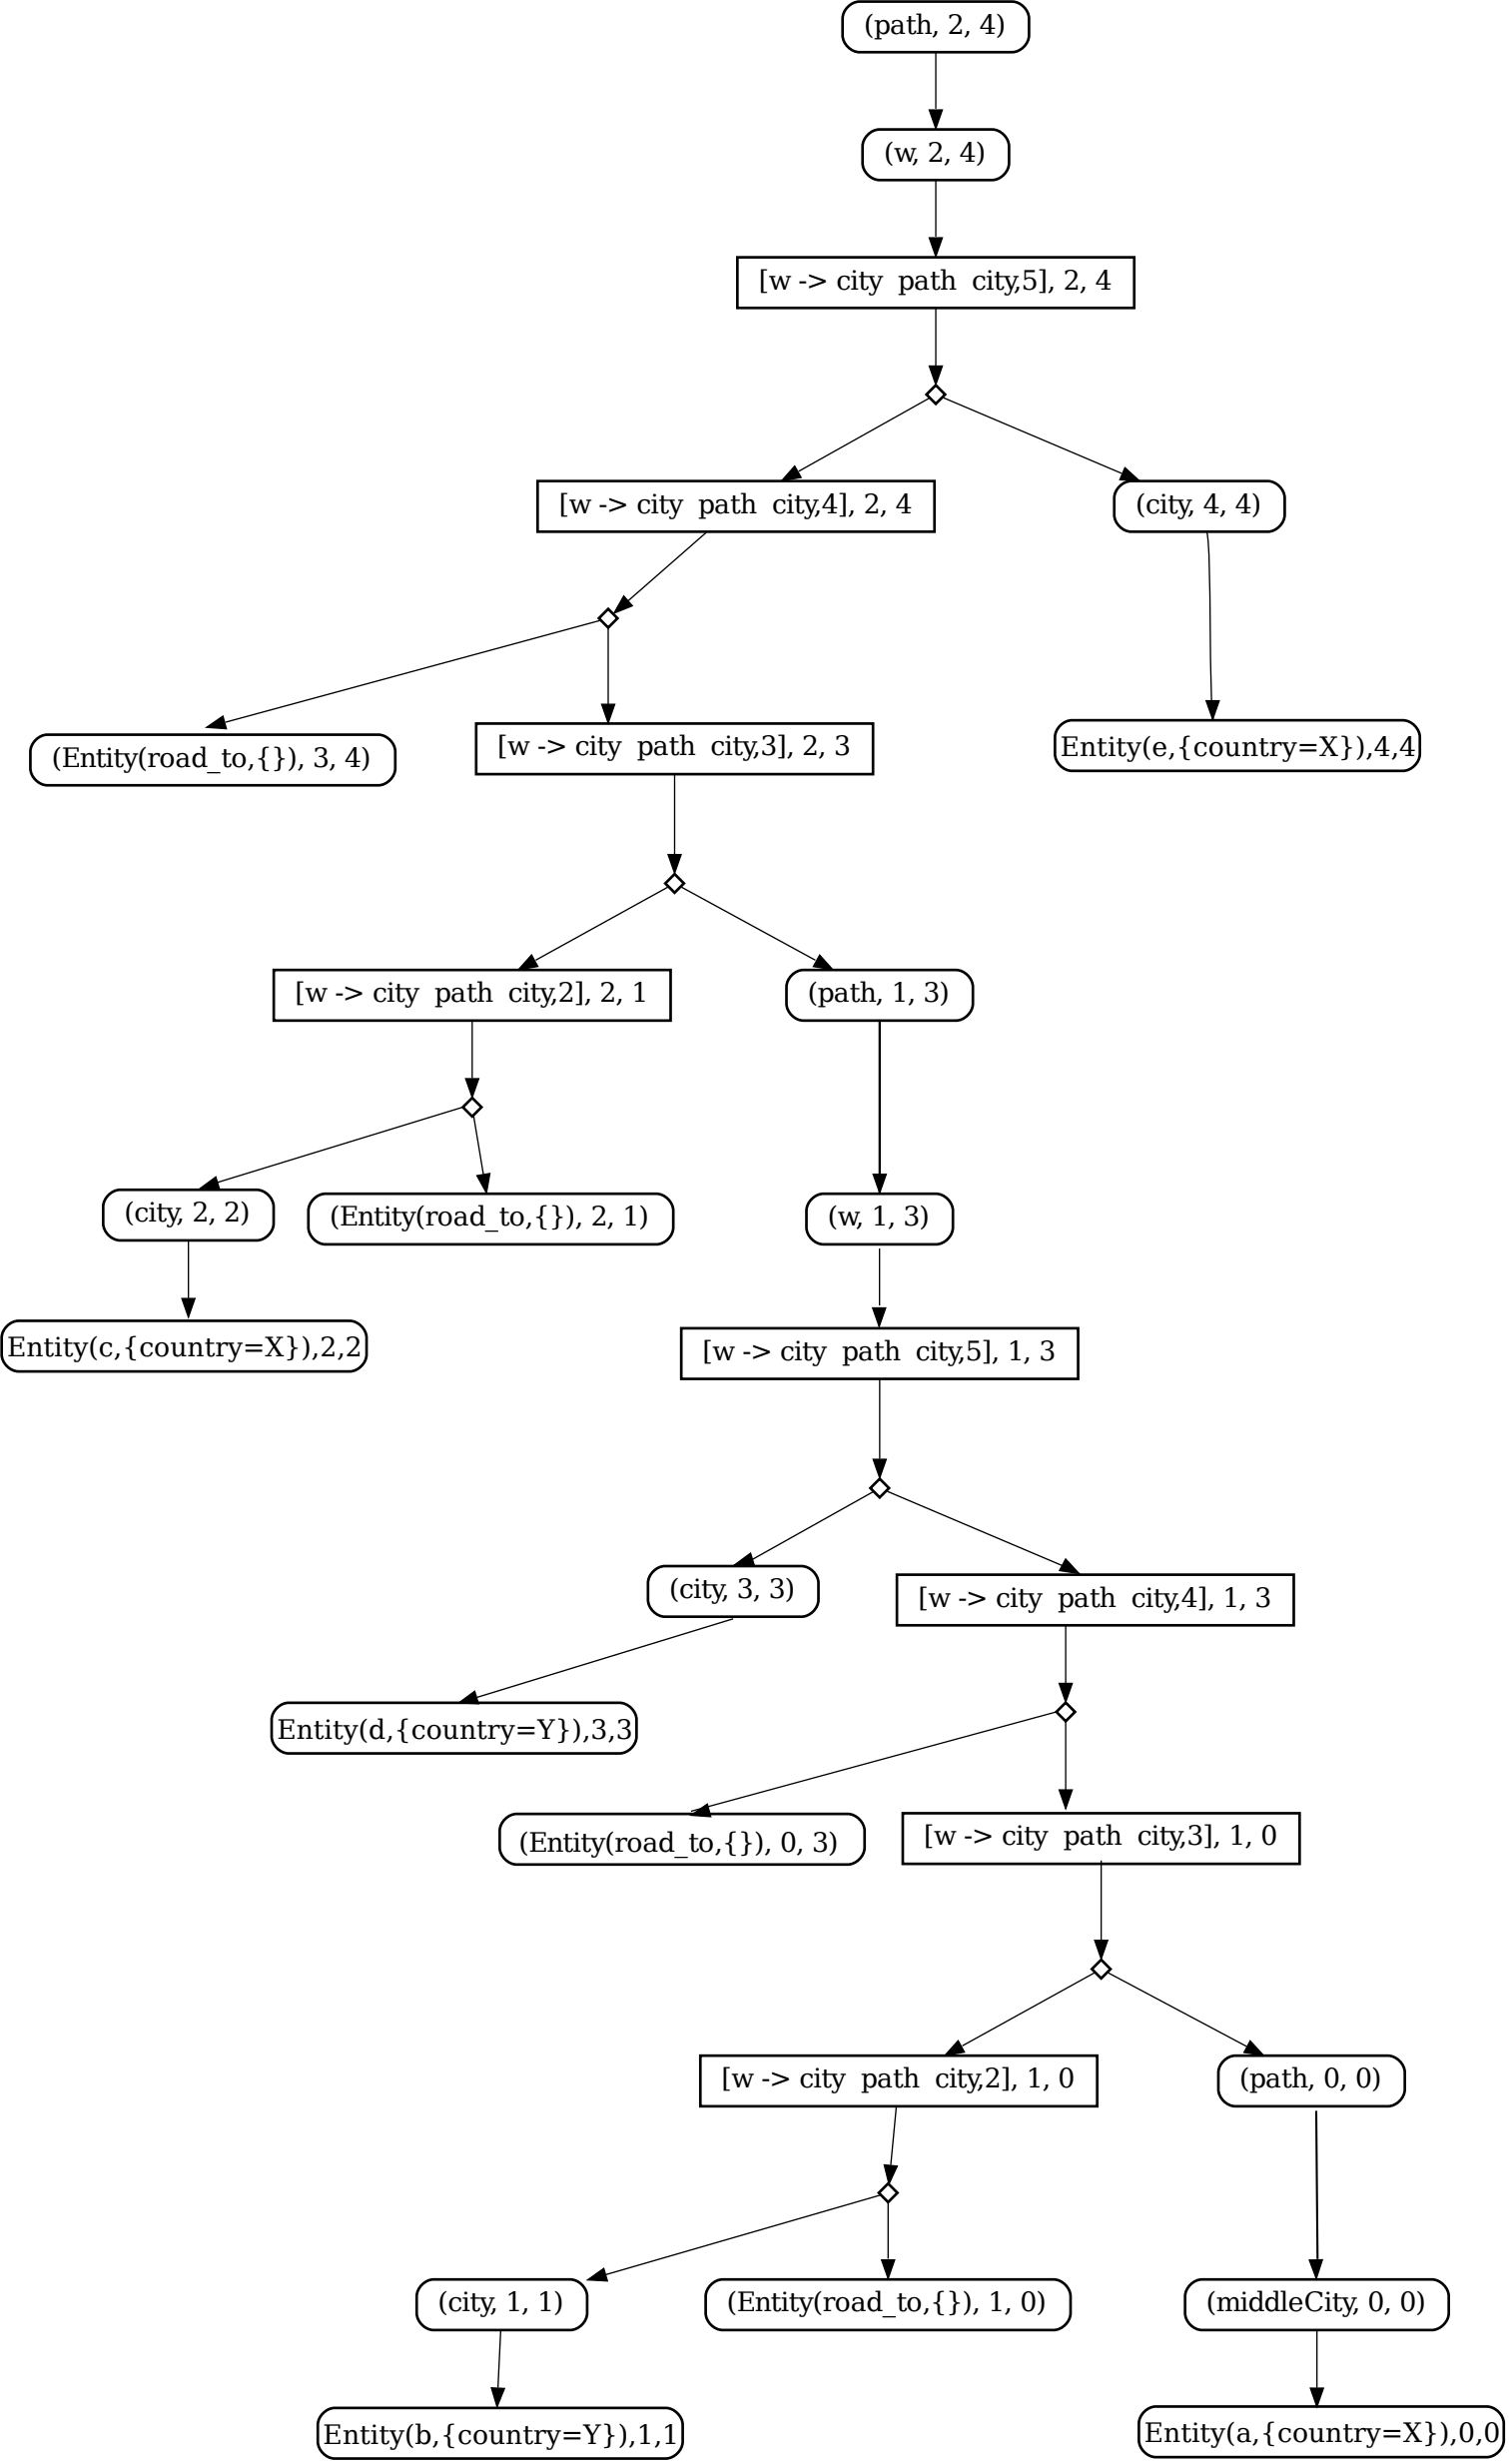 (path, 2, 4)
(w, 2, 4)
[w -> city  path  city,5], 2, 4
[w -> city  path  city,4], 2, 4
(city, 4, 4)
(Entity(road_to,{}), 3, 4)
[w -> city  path  city,3], 2, 3
Entity(e,{country=X}),4,4
[w -> city  path  city,2], 2, 1
(path, 1, 3)
(city, 2, 2)
(Entity(road_to,{}), 2, 1)
(w, 1, 3)
Entity(c,{country=X}),2,2
[w -> city  path  city,5], 1, 3
(city, 3, 3)
[w -> city  path  city,4], 1, 3
Entity(d,{country=Y}),3,3
(Entity(road_to,{}), 0, 3)
[w -> city  path  city,3], 1, 0
[w -> city  path  city,2], 1, 0
(path, 0, 0)
(city, 1, 1)
(Entity(road_to,{}), 1, 0)
(middleCity, 0, 0)
Entity(b,{country=Y}),1,1
Entity(a,{country=X}),0,0